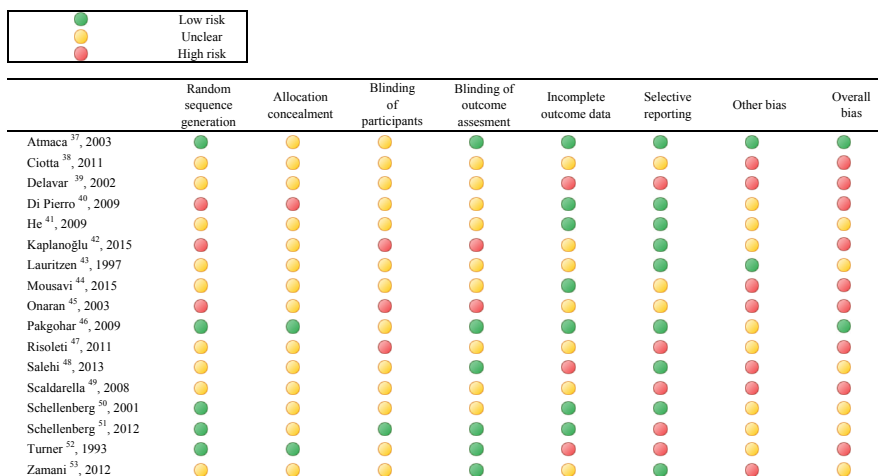 Low risk
Unclear
High risk
Random sequence generation
Allocation concealment
Blinding of participants
Blinding of outcome assesment
Incomplete outcome data
Selective reporting
Other bias
Overall bias
Atmaca 37, 2003
Ciotta 38, 2011
Delavar 39, 2002
Di Pierro 40, 2009
He 41, 2009
Kaplanoğlu 42, 2015
Lauritzen 43, 1997
Mousavi 44, 2015
Onaran 45, 2003
Pakgohar 46, 2009
Risoleti 47, 2011
Salehi 48, 2013
Scaldarella 49, 2008
Schellenberg 50, 2001
Schellenberg 51, 2012
Turner 52, 1993
Zamani 53, 2012